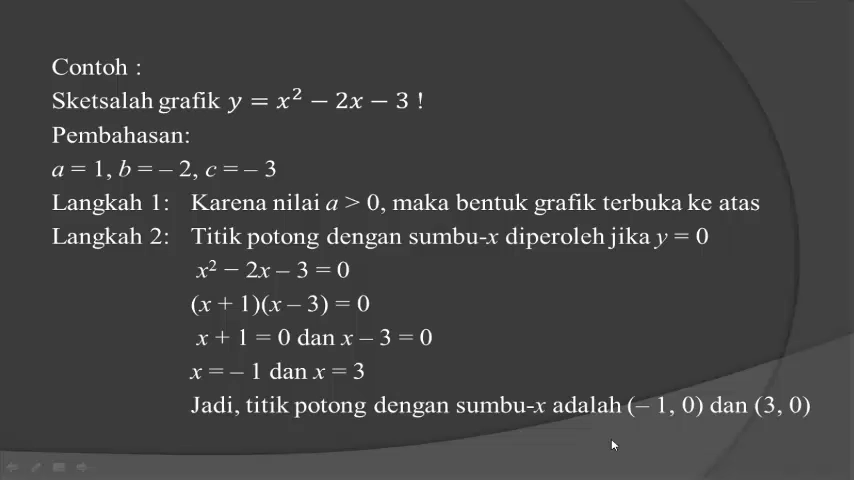 Contoh :
Sketsalah grafik y = x² − 2x − 3 !
Pembahasan:
a = 1, b = – 2, c = – 3
Langkah 1: Karena nilai a > 0, maka bentuk grafik terbuka ke atas
Langkah 2: Titik potong dengan sumbu-x diperoleh jika y = 0
x² − 2x – 3 = 0
(x + 1)(x – 3) = 0
x + 1 = 0 dan x – 3 = 0
x = – 1 dan x = 3
Jadi, titik potong dengan sumbu-x adalah (– 1, 0) dan (3, 0)